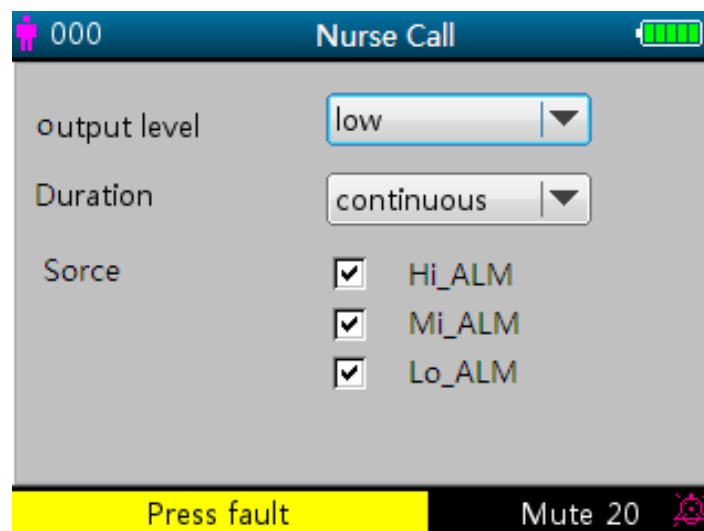 000 Nurse Call
output level low
Duration continuous
Sorce Hi_ALM
Mi_ALM
Lo_ALM
Press fault Mute 20